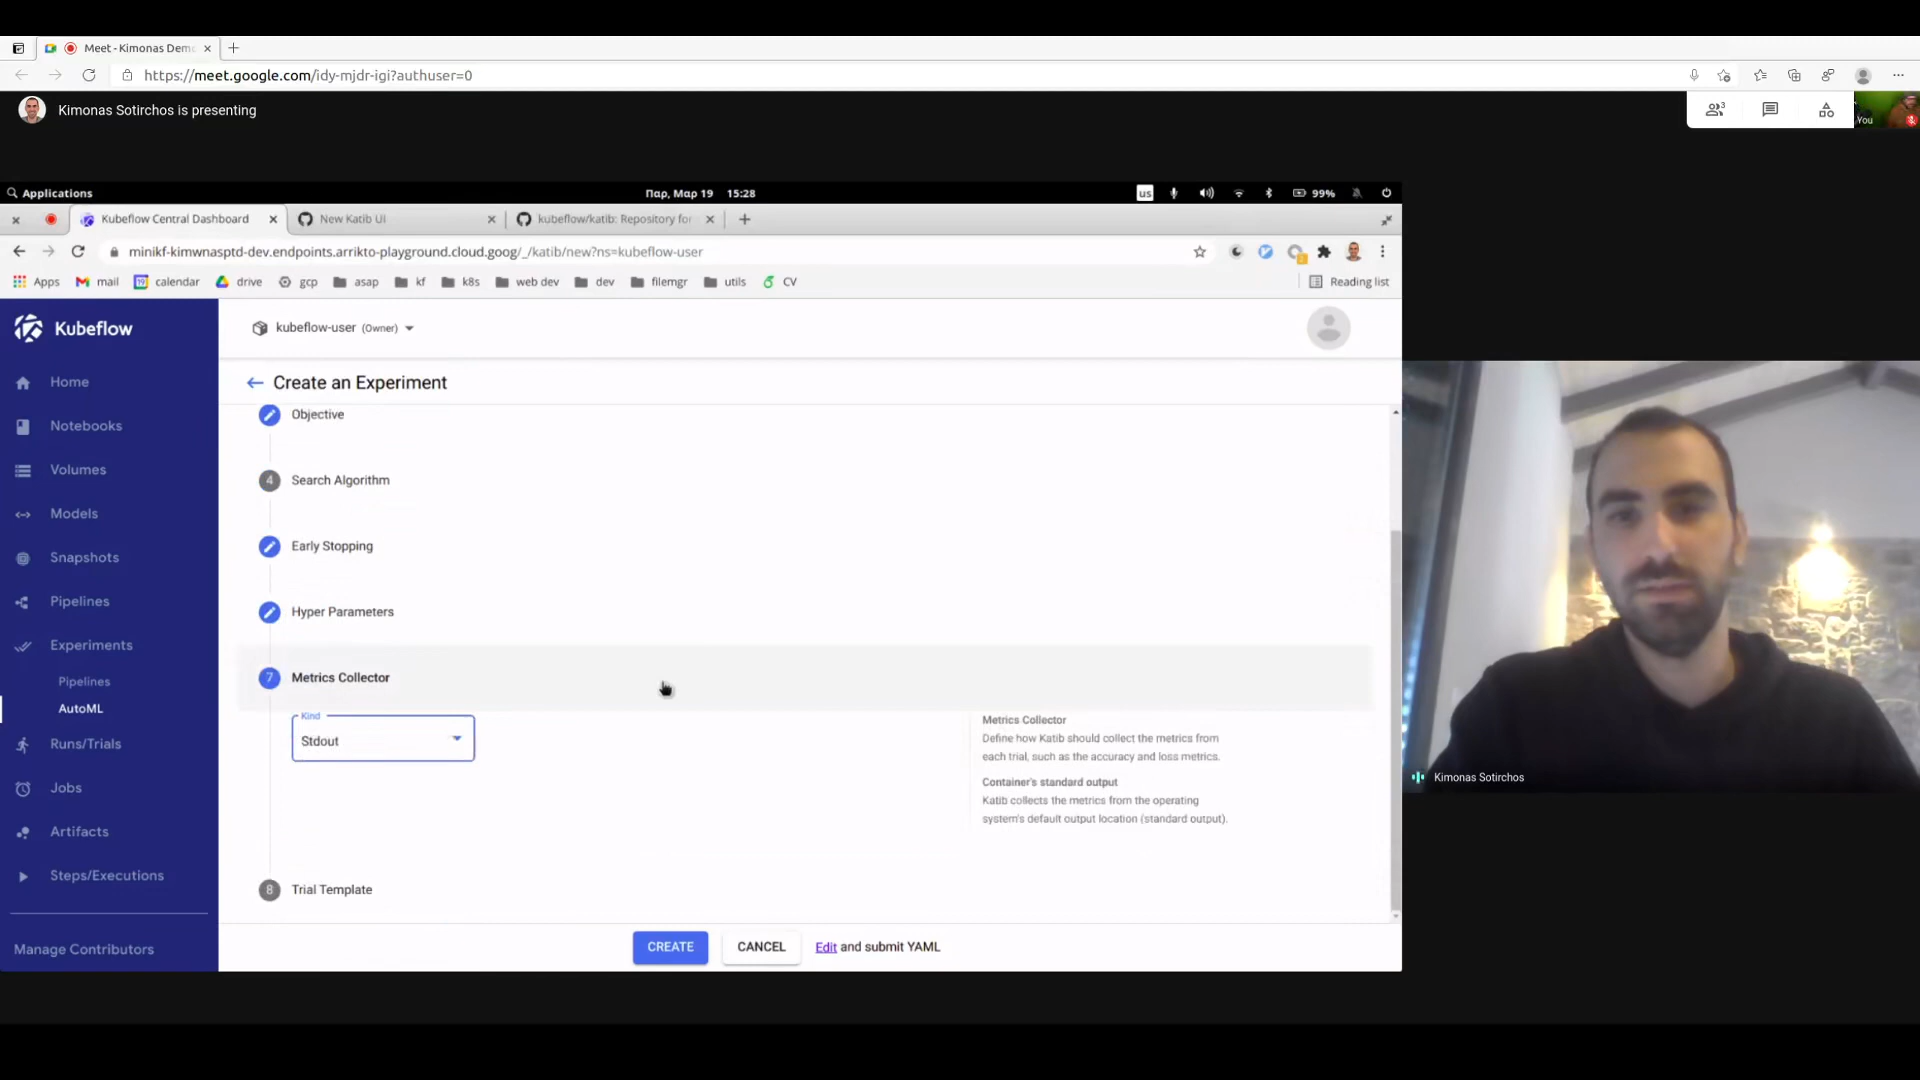 Meet - Kimonas Dem
https://meet.google.com/idy-mjdr-igi?authuser=0
Kimonas Sotirchos is presenting
3
You
Applications
Παρ, Μαρ 19 15:28
us
99%
Kubeflow Central Dashboard
New Katib UI
kubeflow/katib: Repository for
minikf-kimwnasptd-dev.endpoints.arrikto-playground.cloud.goog/_/katib/new?ns=kubeflow-user
Apps
mail
calendar
drive
gcp
asap
kf
k8s
web dev
dev
filemgr
utils
CV
Reading list
Kubeflow
kubeflow-user (Owner)
Home
Notebooks
Volumes
Models
Snapshots
Pipelines
Experiments
Pipelines
AutoML
Runs/Trials
Jobs
Artifacts
Steps/Executions
Manage Contributors
Create an Experiment
Objective
4 Search Algorithm
Early Stopping
Hyper Parameters
7 Metrics Collector
Kind
Stdout
Metrics Collector
Define how Katib should collect the metrics from
each trial, such as the accuracy and loss metrics.
Container's standard output
Katib collects the metrics from the operating
system's default output location (standard output).
8 Trial Template
CREATE
CANCEL
Edit and submit YAML
Kimonas Sotirchos